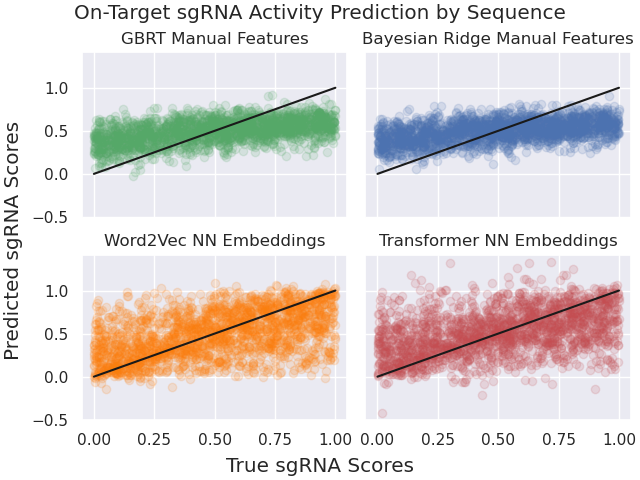 On-Target sgRNA Activity Prediction by Sequence
GBRT Manual Features
Bayesian Ridge Manual Features
1.0
0.5
0.0
−0.5
Word2Vec NN Embeddings
Transformer NN Embeddings
1.0
0.5
0.0
−0.5
0.00 0.25 0.50 0.75 1.00
0.00 0.25 0.50 0.75 1.00
Predicted sgRNA Scores
True sgRNA Scores